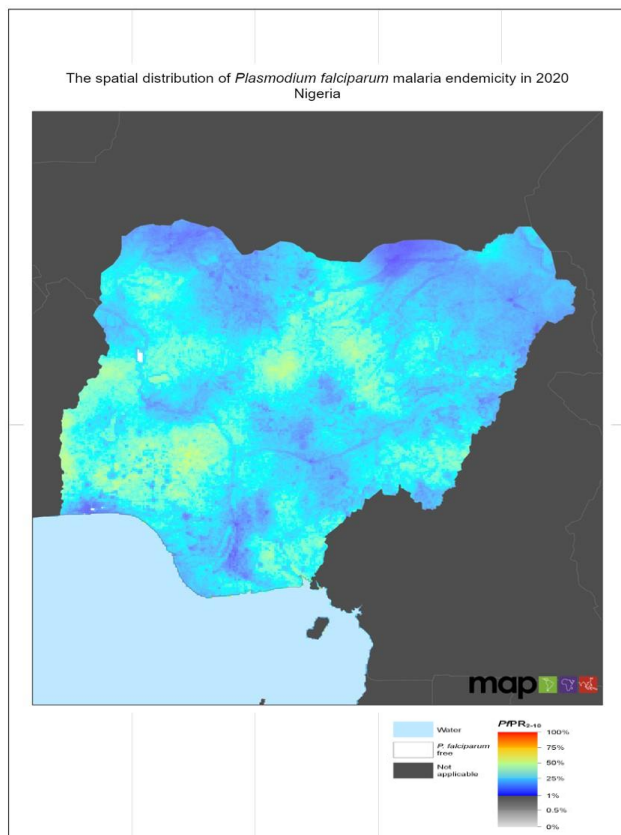 The spatial distribution of Plasmodium falciparum malaria endemicity in 2020
Nigeria
map
Water
P. falciparum
free
Not
applicable
PfPR2-10
100%
75%
50%
25%
1%
0.5%
0%